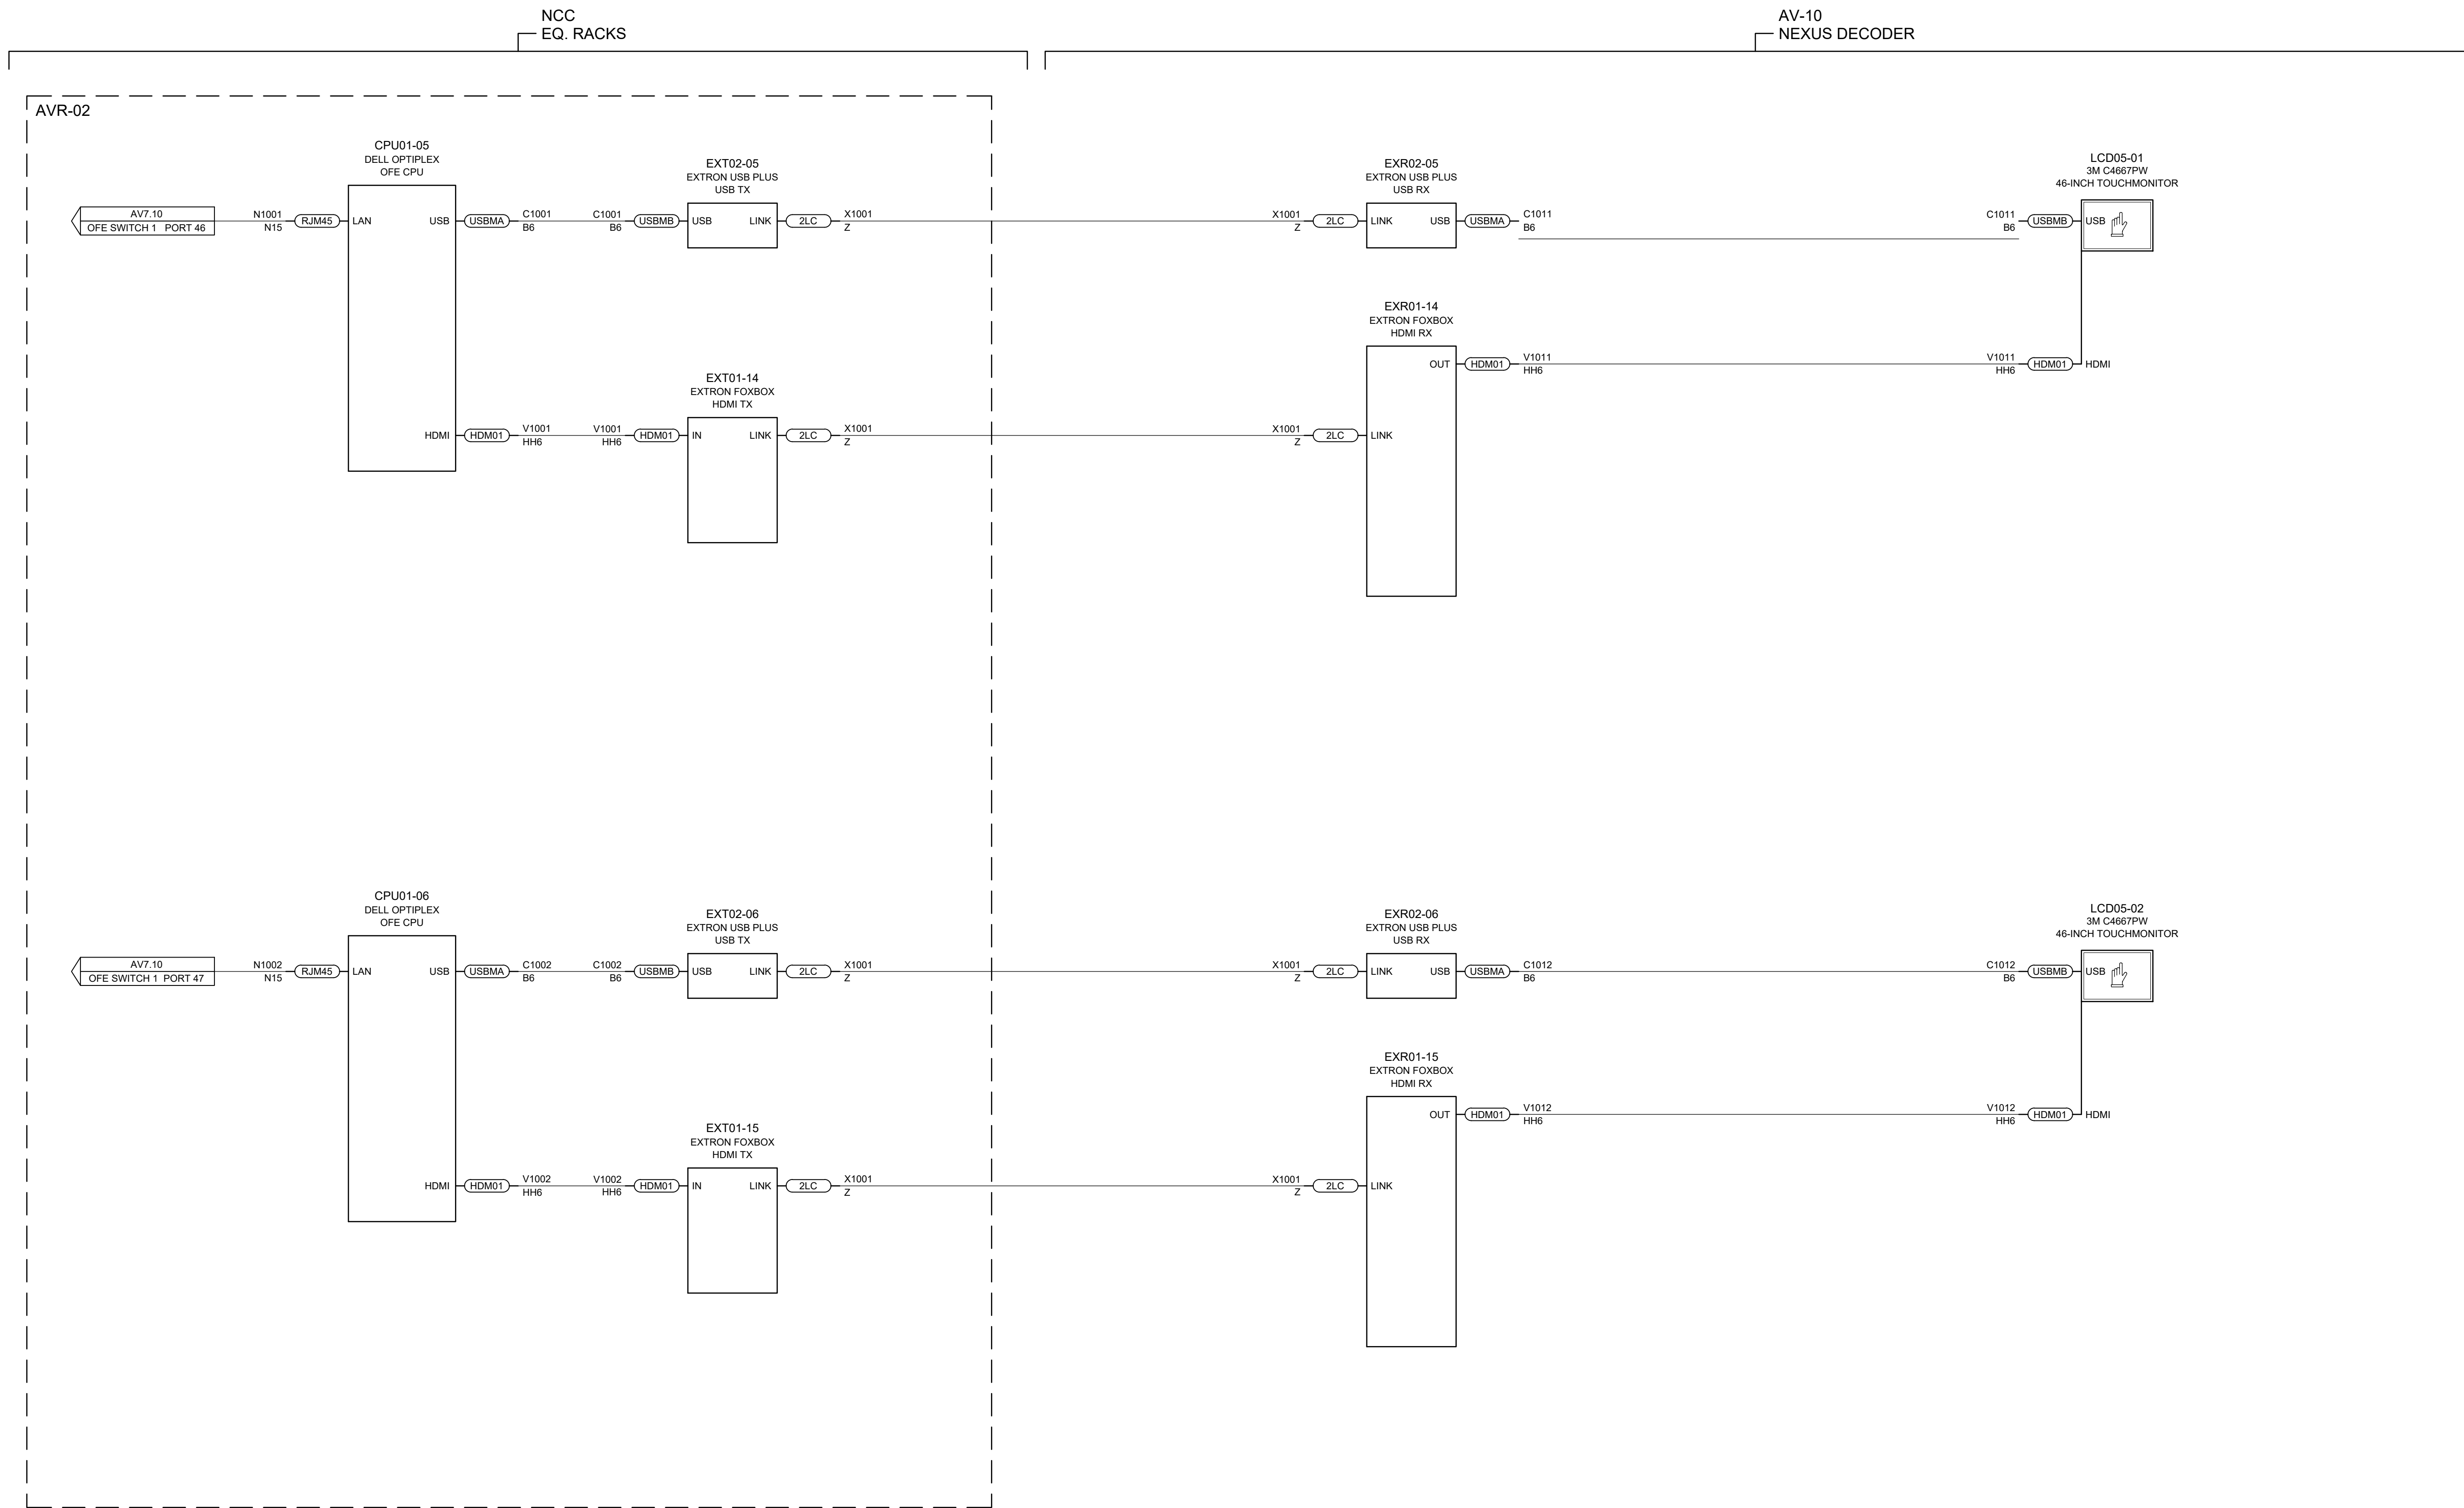 NCC
EQ. RACKS
AV-10
NEXUS DECODER
AVR-02
CPU01-05
DELL OPTIPLEX
OFE CPU
EXT02-05
EXTRON USB PLUS
USB TX
EXR02-05
EXTRON USB PLUS
USB RX
LCD05-01
3M C4667PW
46-INCH TOUCHMONITOR
AV7.10
OFE SWITCH 1 PORT 46
N1001
N15
RJM45
LAN
USB
USBMA
C1001
B6
C1001
B6
USBMB
USB
LINK
2LC
X1001
Z
X1001
Z
2LC
LINK
USB
USBMA
C1011
B6
C1011
B6
USBMB
USB
EXR01-14
EXTRON FOXBOX
HDMI RX
OUT
HDM01
V1011
HH6
V1011
HH6
HDM01
HDMI
EXT01-14
EXTRON FOXBOX
HDMI TX
HDMI
HDM01
V1001
HH6
V1001
HH6
HDM01
IN
LINK
2LC
X1001
Z
X1001
Z
2LC
LINK
CPU01-06
DELL OPTIPLEX
OFE CPU
EXT02-06
EXTRON USB PLUS
USB TX
EXR02-06
EXTRON USB PLUS
USB RX
LCD05-02
3M C4667PW
46-INCH TOUCHMONITOR
AV7.10
OFE SWITCH 1 PORT 47
N1002
N15
RJM45
LAN
USB
USBMA
C1002
B6
C1002
B6
USBMB
USB
LINK
2LC
X1001
Z
X1001
Z
2LC
LINK
USB
USBMA
C1012
B6
C1012
B6
USBMB
USB
EXR01-15
EXTRON FOXBOX
HDMI RX
OUT
HDM01
V1012
HH6
V1012
HH6
HDM01
HDMI
EXT01-15
EXTRON FOXBOX
HDMI TX
HDMI
HDM01
V1002
HH6
V1002
HH6
HDM01
IN
LINK
2LC
X1001
Z
X1001
Z
2LC
LINK